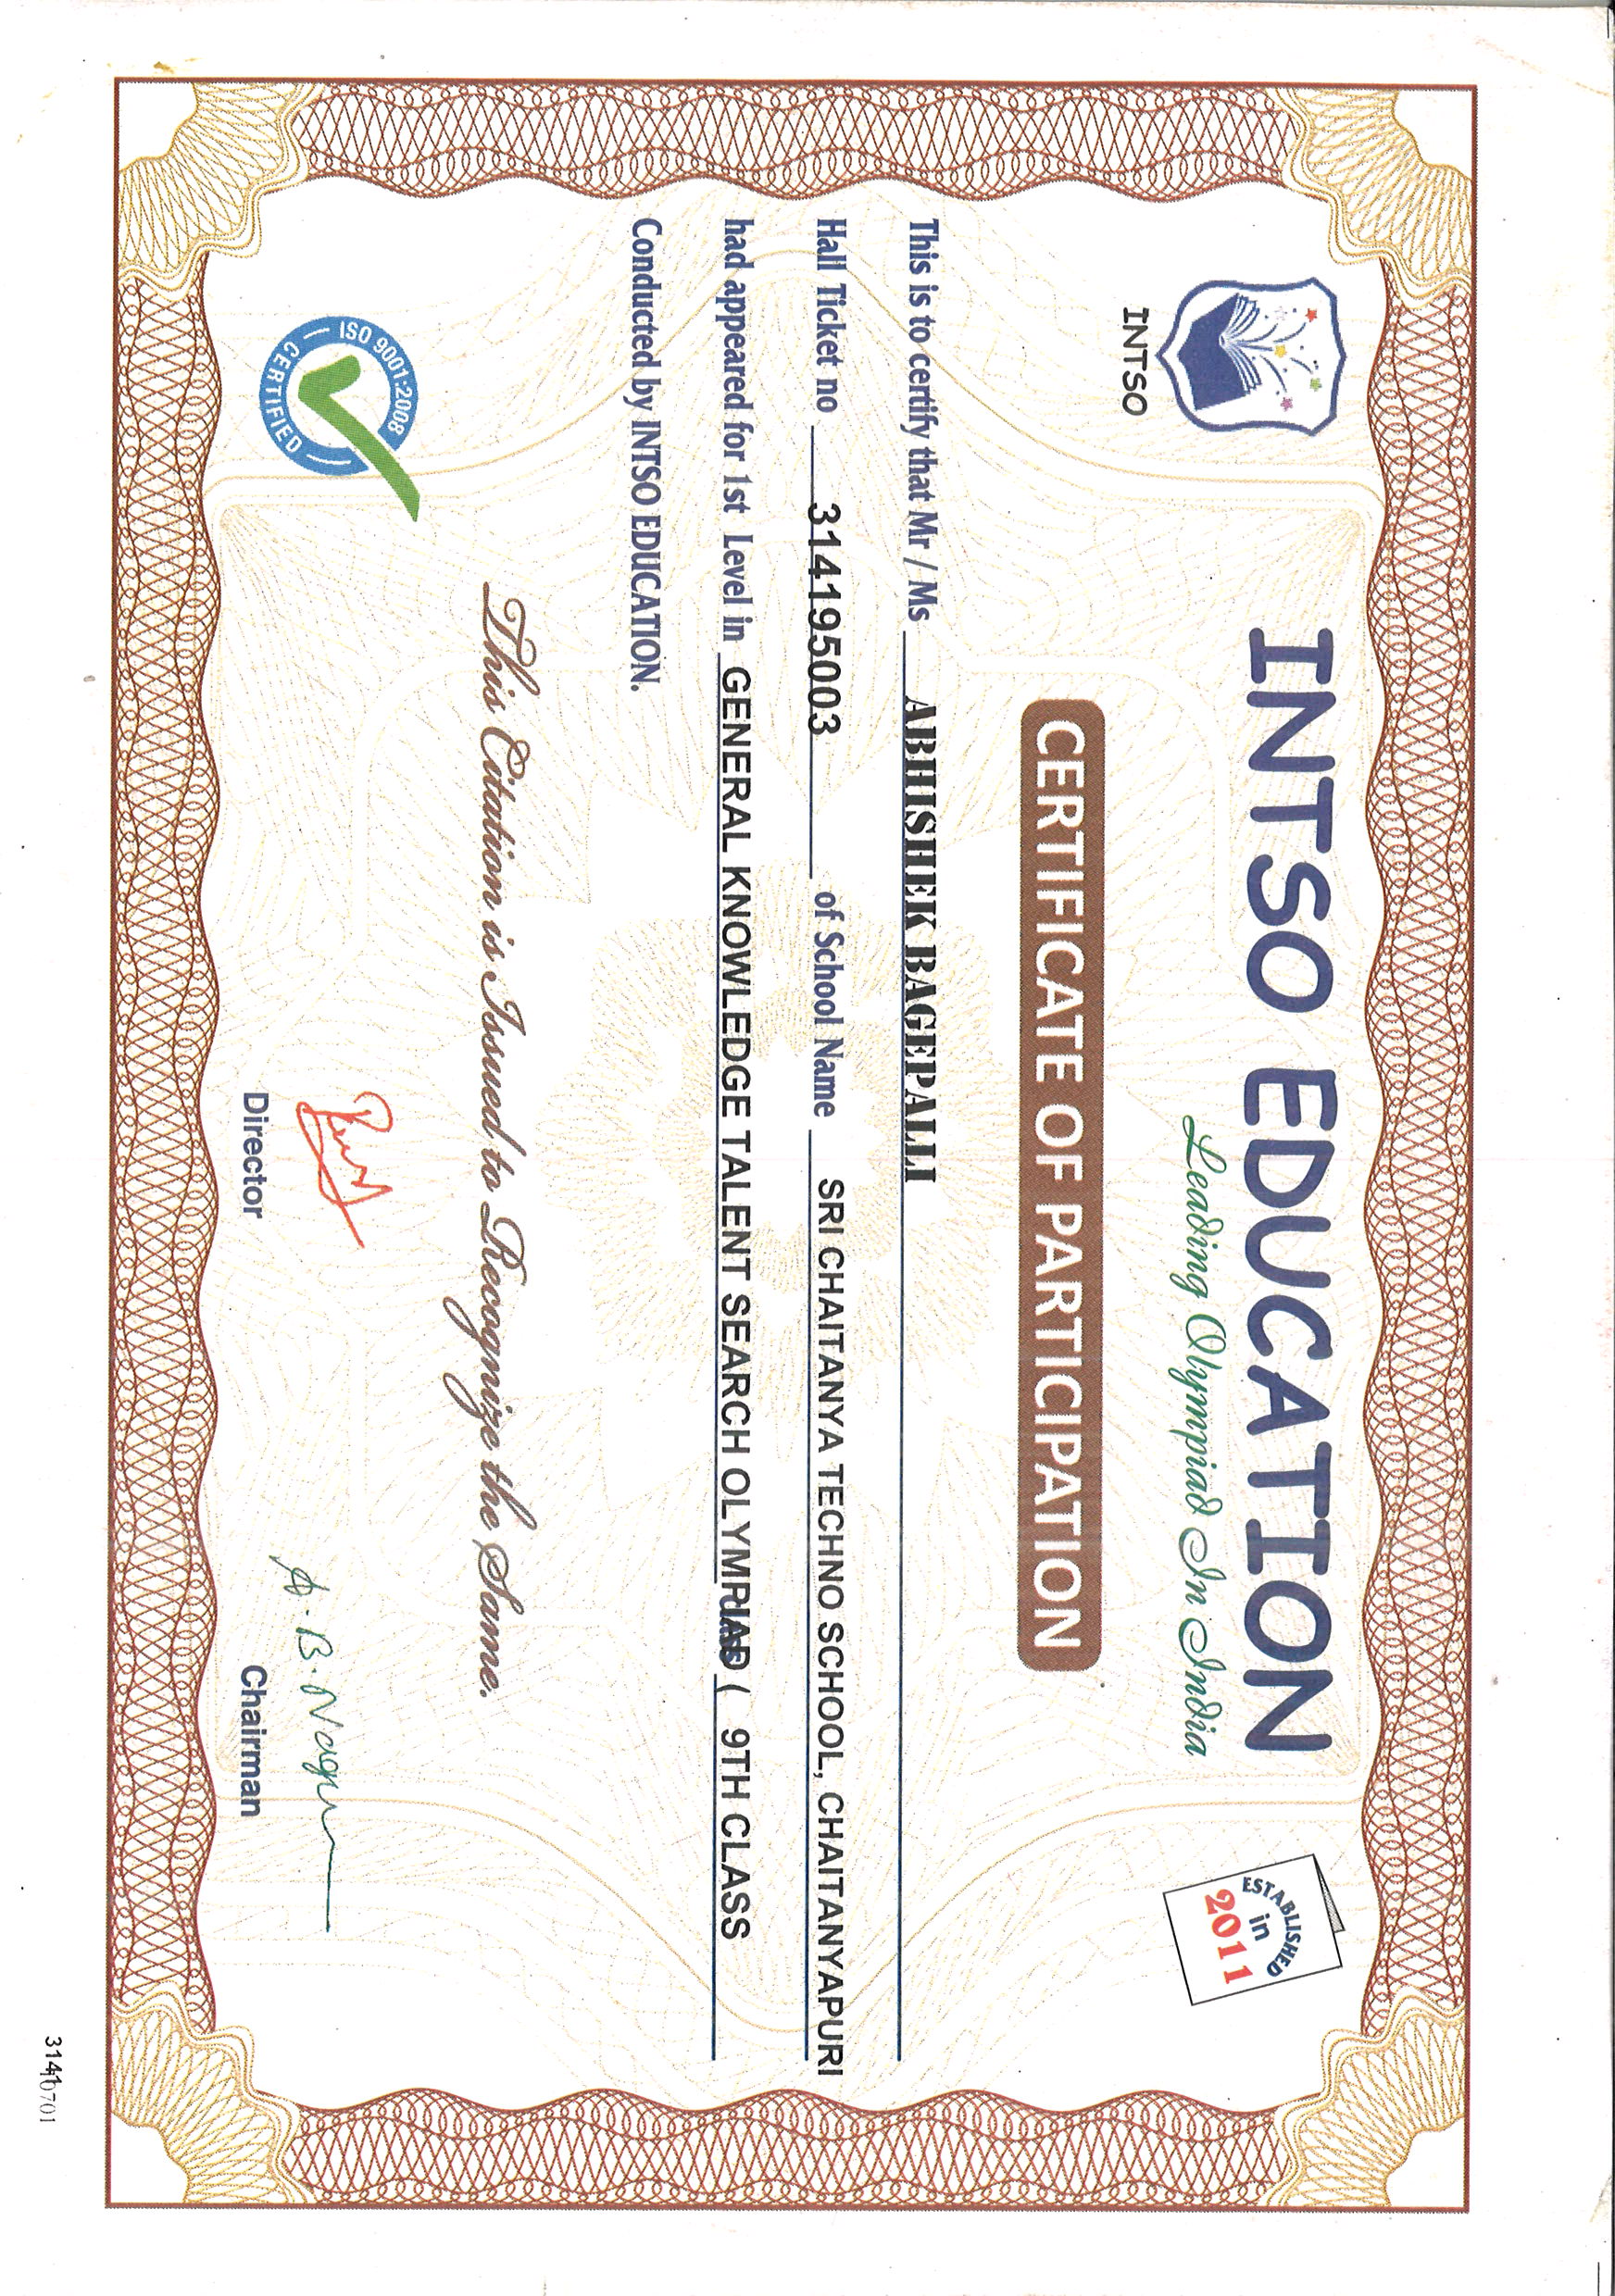 INTSO EDUCATION
Leading Olympiad In India
INTSO
ESTABLISHED
in
2011
CERTIFICATE OF PARTICIPATION
This is to certify that Mr / Ms ABHISHEK BAGEPALLI
Hall Ticket no 314195003 of School Name SRI CHAITANYA TECHNO SCHOOL, CHAITANYAPURI
had appeared for 1st Level in GENERAL KNOWLEDGE TALENT SEARCH OLYMPIAD ( class 9TH CLASS
Conducted by INTSO EDUCATION.
This Citation is Issued to Recognize the Same.
ISO 9001:2008
CERTIFIED
A. B. Nagu
Director
Chairman